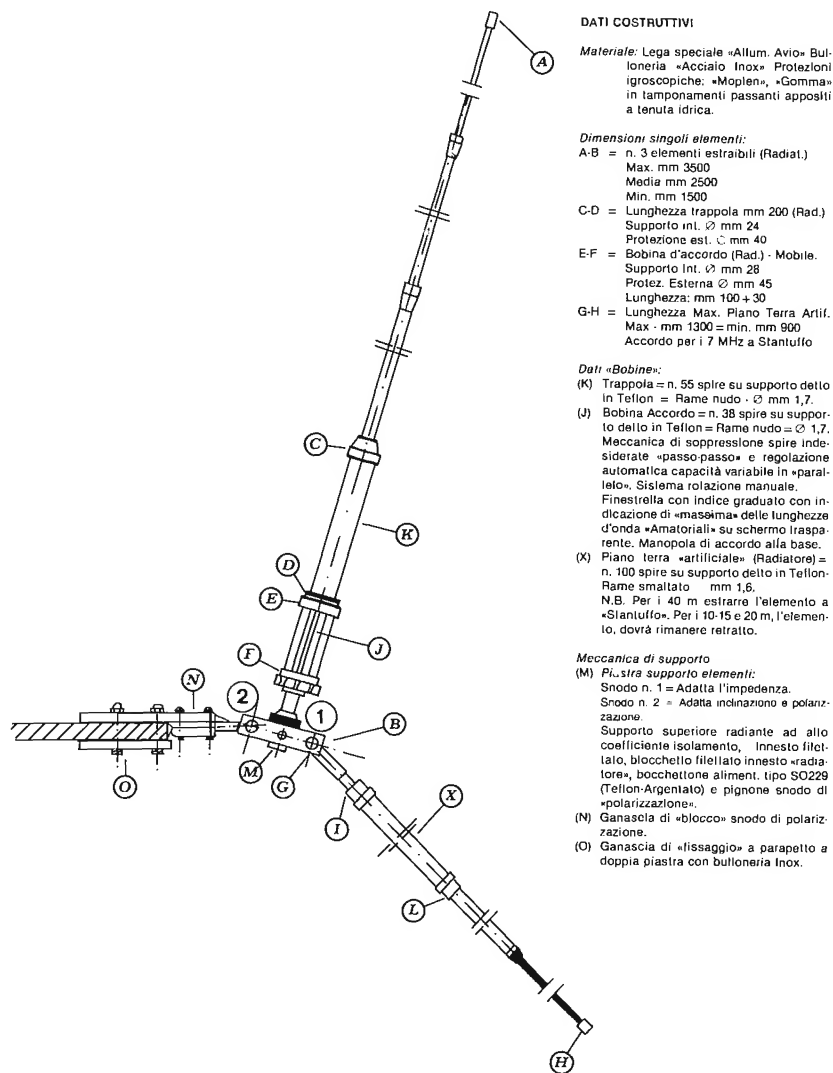 DATI COSTRUTTIVI
Materiale: Lega speciale «Allum. Avio» Bul-
loneria «Acciaio Inox» Protezioni
igroscopiche: «Moplen», «Gomma»
in tamponamenti passanti appositi
a tenuta idrica.
Dimensioni singoli elementi:
A-B = n. 3 elementi estraibili (Radiat.)
Max. mm 3500
Media mm 2500
Min. mm 1500
C-D = Lunghezza trappola mm 200 (Rad.)
Supporto int. Ø mm 24
Protezione est. mm 40
E-F = Bobina d'accordo (Rad.) - Mobile.
Supporto Int. Ø mm 28
Protez. Esterna Ø mm 45
Lunghezza: mm 100 + 30
G-H = Lunghezza Max. Piano Terra Artif.
Max - mm 1300 = min. mm 900
Accordo per i 7 MHz a Stantuffo
Dati «Bobine»:
(K) Trappola = n. 55 spire su supporto detto
in Teflon = Rame nudo - Ø mm 1,7.
(J) Bobina Accordo = n. 38 spire su suppor-
to detto in Teflon = Rame nudo = Ø 1,7.
Meccanica di soppressione spire inde-
siderate «passo-passo» e regolazione
automatica capacità variabile in «paral-
lelo». Sistema rotazione manuale.
Finestrella con indice graduato con in-
dicazione di «massima» delle lunghezze
d'onda «Amatoriali» su schermo traspa-
rente. Manopola di accordo alla base.
(X) Piano terra «artificiale» (Radiatore) =
n. 100 spire su supporto detto in Teflon-
Rame smaltato mm 1,6.
N.B. Per i 40 m estrarre l'elemento a
«Stantuffo». Per i 10-15 e 20 m, l'elemen-
to, dovrà rimanere retratto.
Meccanica di supporto
(M) Piastra supporto elementi:
Snodo n. 1 = Adatta l'impedenza.
Snodo n. 2 = Adatta inclinazione e polariz-
zazione.
Supporto superiore radiante ad alto
coefficiente isolamento, Innesto filet-
tato, blocchetto filettato innesto «radia-
tore», bocchettone aliment. tipo SO229
(Teflon-Argentato) e pignone snodo di
«polarizzazione».
(N) Ganascia di «blocco» snodo di polariz-
zazione.
(O) Ganascia di «fissaggio» a parapetto a
doppia piastra con bulloneria Inox.
A
C
K
D
E
J
F
N
2
1
B
M
G
O
I
X
L
H